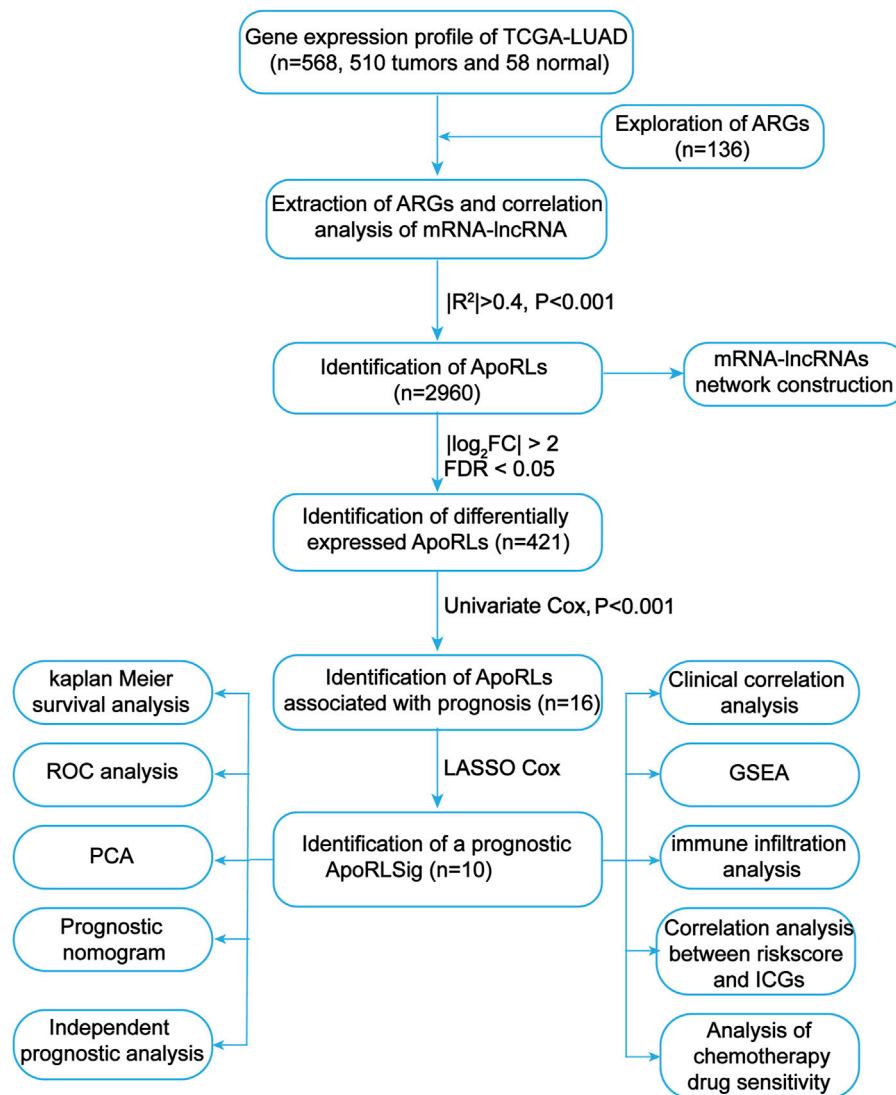 Gene expression profile of TCGA-LUAD
(n=568, 510 tumors and 58 normal)
Exploration of ARGs
(n=136)
Extraction of ARGs and correlation
analysis of mRNA-lncRNA
|R²|>0.4, P<0.001
Identification of ApoRLs
(n=2960)
mRNA-lncRNAs
network construction
|log₂FC| > 2
FDR < 0.05
Identification of differentially
expressed ApoRLs (n=421)
Univariate Cox, P<0.001
Identification of ApoRLs
associated with prognosis (n=16)
LASSO Cox
Identification of a prognostic
ApoRLSig (n=10)
kaplan Meier
survival analysis
ROC analysis
PCA
Prognostic
nomogram
Independent
prognostic analysis
Clinical correlation
analysis
GSEA
immune infiltration
analysis
Correlation analysis
between riskscore
and ICGs
Analysis of
chemotherapy
drug sensitivity